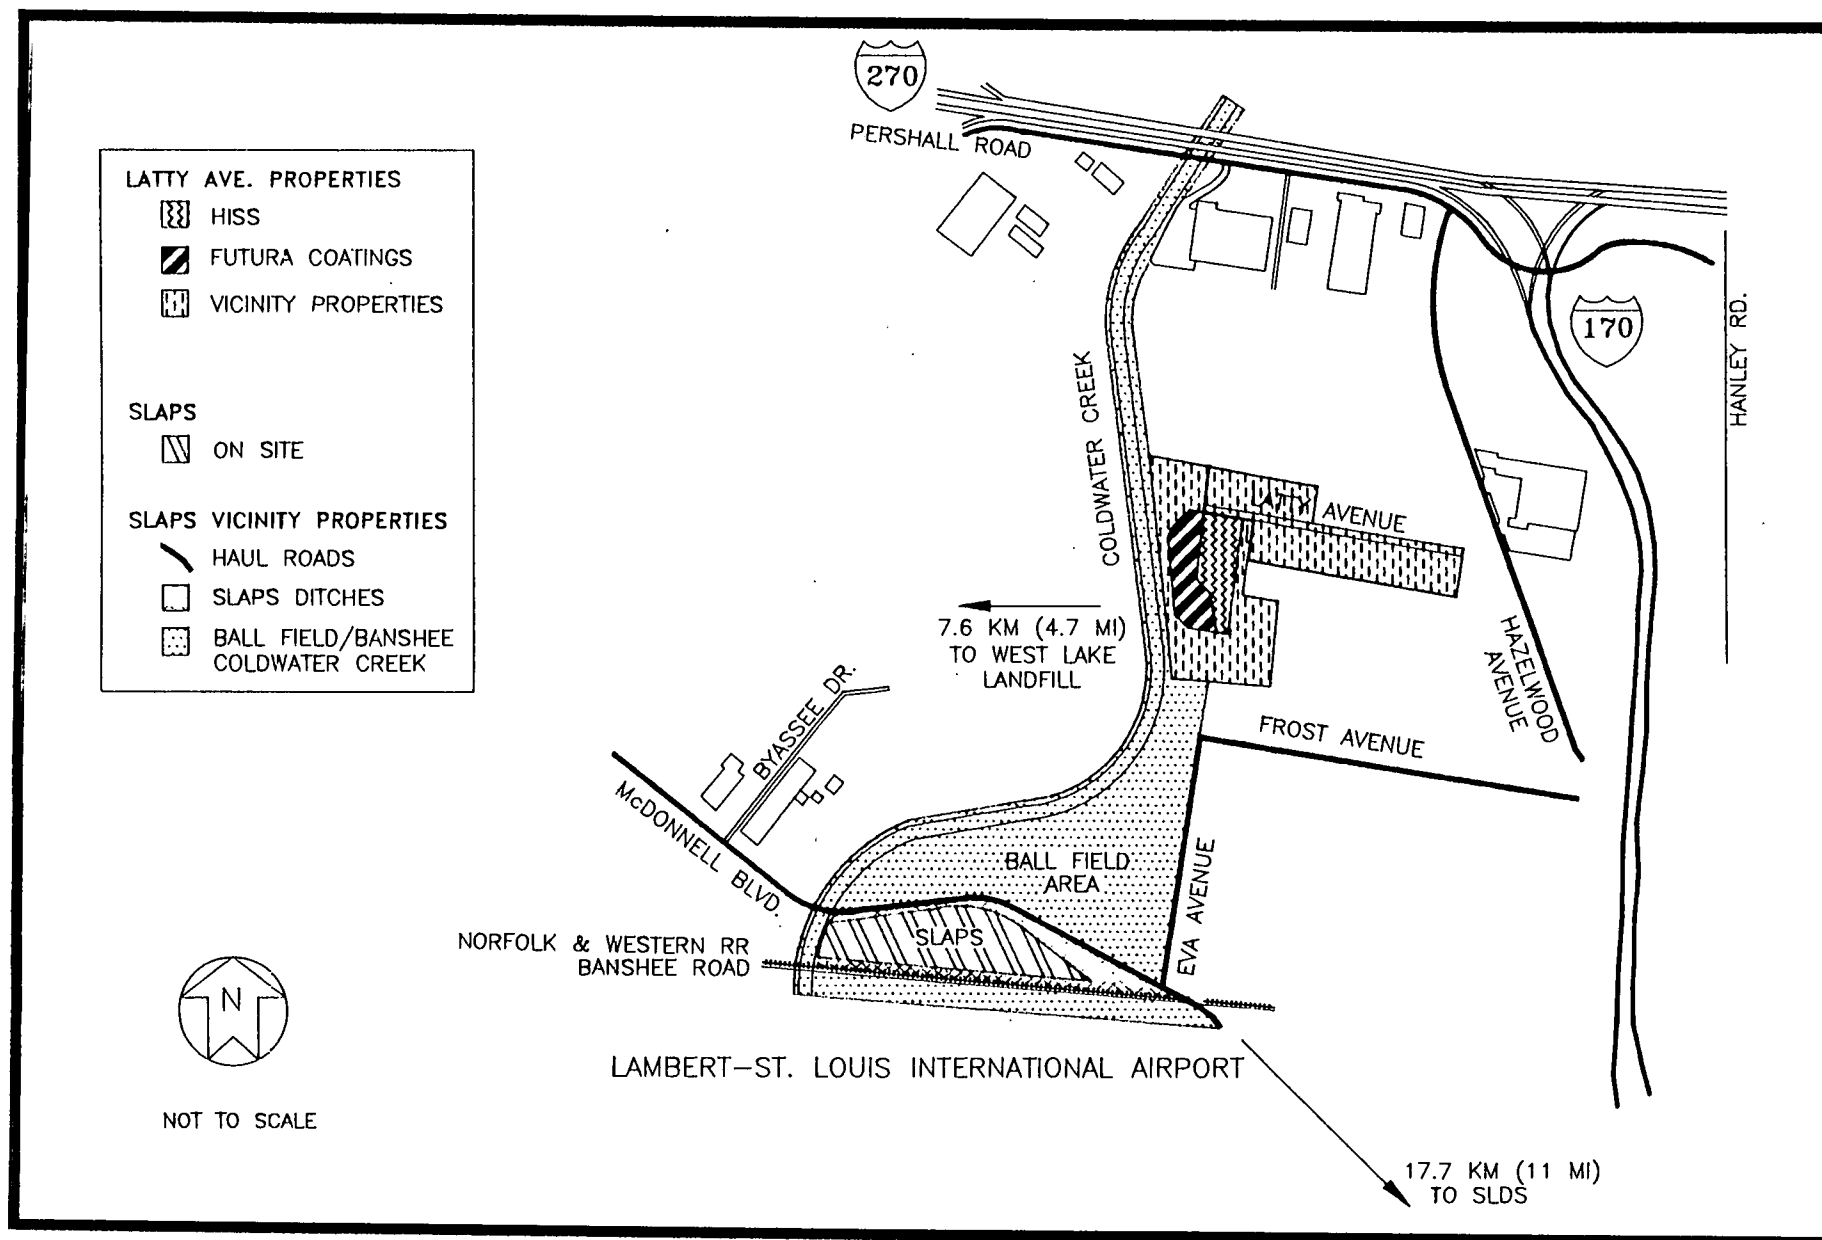 270
PERSHALL ROAD
LATTY AVE. PROPERTIES
HISS
FUTURA COATINGS
VICINITY PROPERTIES
SLAPS
ON SITE
SLAPS VICINITY PROPERTIES
HAUL ROADS
SLAPS DITCHES
BALL FIELD/BANSHEE
COLDWATER CREEK
170
HANLEY RD.
COLDWATER CREEK
LATTY AVENUE
7.6 KM (4.7 MI)
TO WEST LAKE
LANDFILL
HAZELWOOD
AVENUE
BYASSEE DR.
FROST AVENUE
McDONNELL BLVD.
BALL FIELD
AREA
EVA AVENUE
SLAPS
NORFOLK & WESTERN RR
BANSHEE ROAD
N
LAMBERT-ST. LOUIS INTERNATIONAL AIRPORT
NOT TO SCALE
17.7 KM (11 MI)
TO SLDS